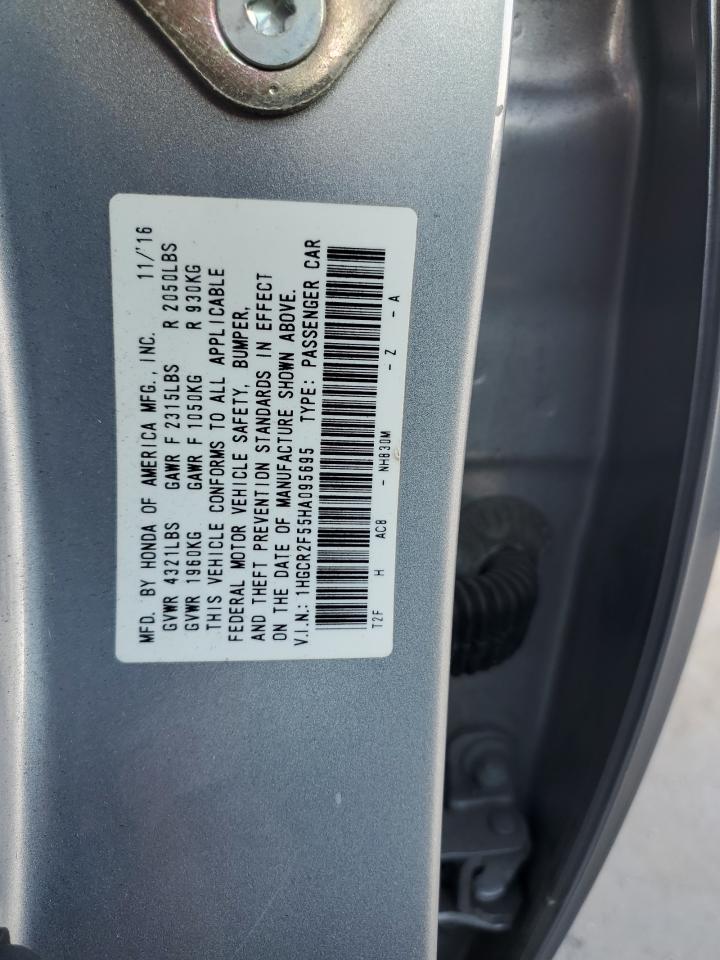 MFD. BY HONDA OF AMERICA MFG., INC. 11/'16
GVWR 4321LBS GAWR F 2315LBS R 2050LBS
GVWR 1960KG GAWR F 1050KG R 930KG
THIS VEHICLE CONFORMS TO ALL APPLICABLE
FEDERAL MOTOR VEHICLE SAFETY, BUMPER,
AND THEFT PREVENTION STANDARDS IN EFFECT
ON THE DATE OF MANUFACTURE SHOWN ABOVE.
V.I.N.: 1HGCR2F55HA095695 TYPE: PASSENGER CAR
T2F H AC8 - NH830M - Z - A